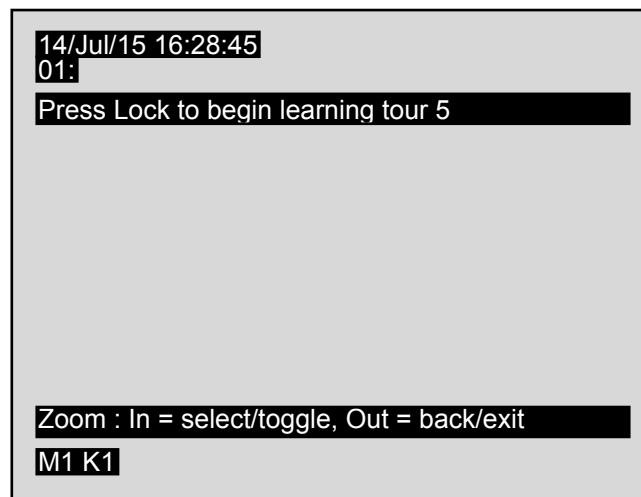 14/Jul/15 16:28:45
01:
Press Lock to begin learning tour 5
Zoom : In = select/toggle, Out = back/exit
M1 K1